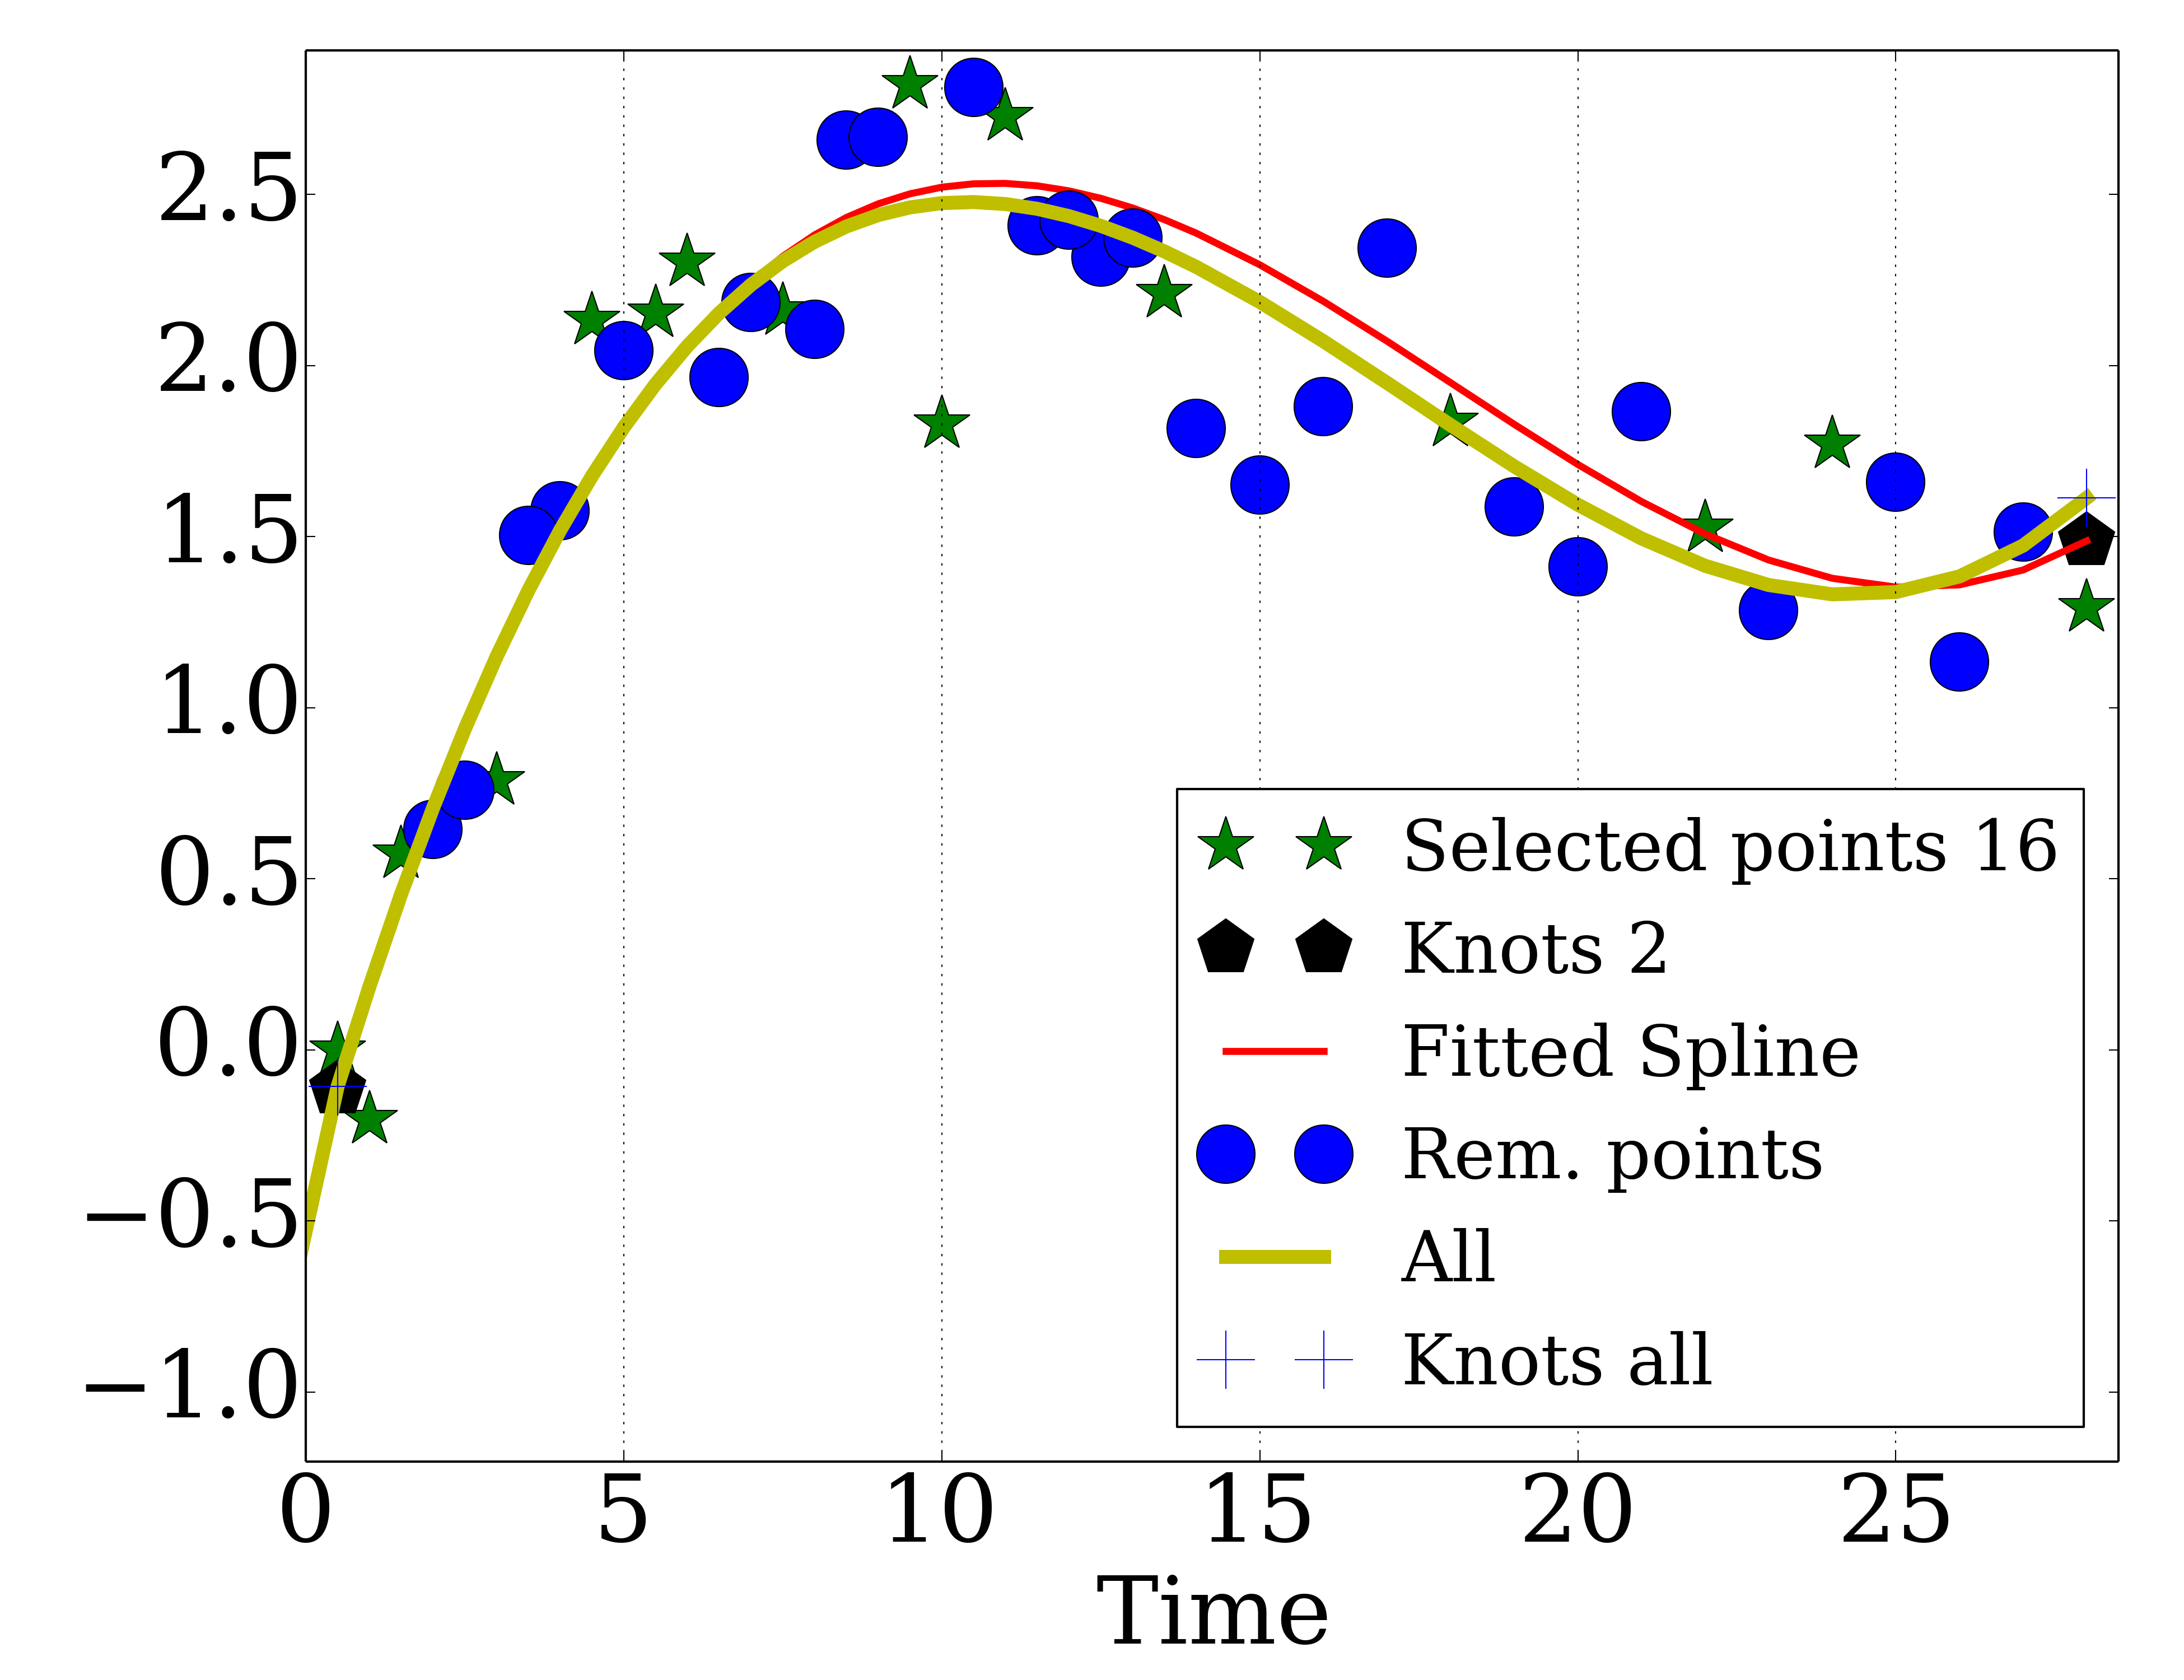 2.5
2.0
1.5
1.0
0.5
0.0
−0.5
−1.0
Selected points 16
Knots 2
Fitted Spline
Rem. points
All
Knots all
0 5 10 15 20 25
Time